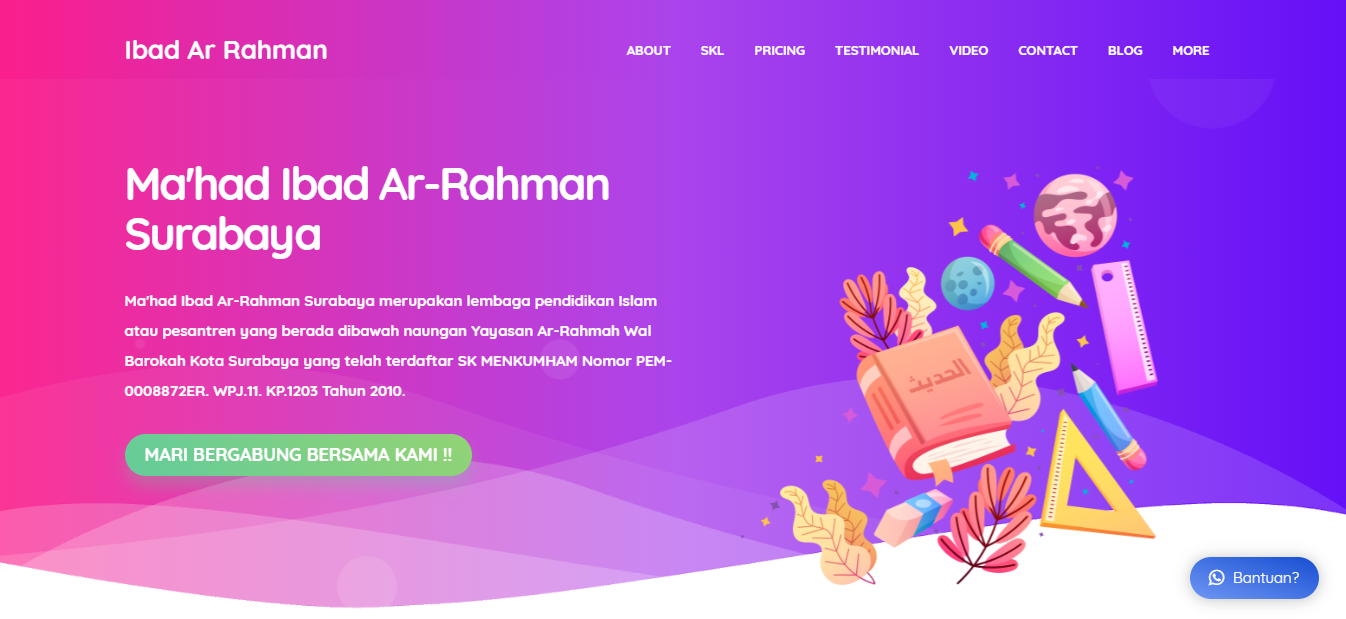 Ibad Ar Rahman
ABOUT SKL PRICING TESTIMONIAL VIDEO CONTACT BLOG MORE
Ma'had Ibad Ar-Rahman
Surabaya
Ma'had Ibad Ar-Rahman Surabaya merupakan lembaga pendidikan Islam
atau pesantren yang berada dibawah naungan Yayasan Ar-Rahmah Wal
Barokah Kota Surabaya yang telah terdaftar SK MENKUMHAM Nomor PEM-
0008872ER. WPJ.11. KP.1203 Tahun 2010.
الحديث
MARI BERGABUNG BERSAMA KAMI !!
Bantuan?